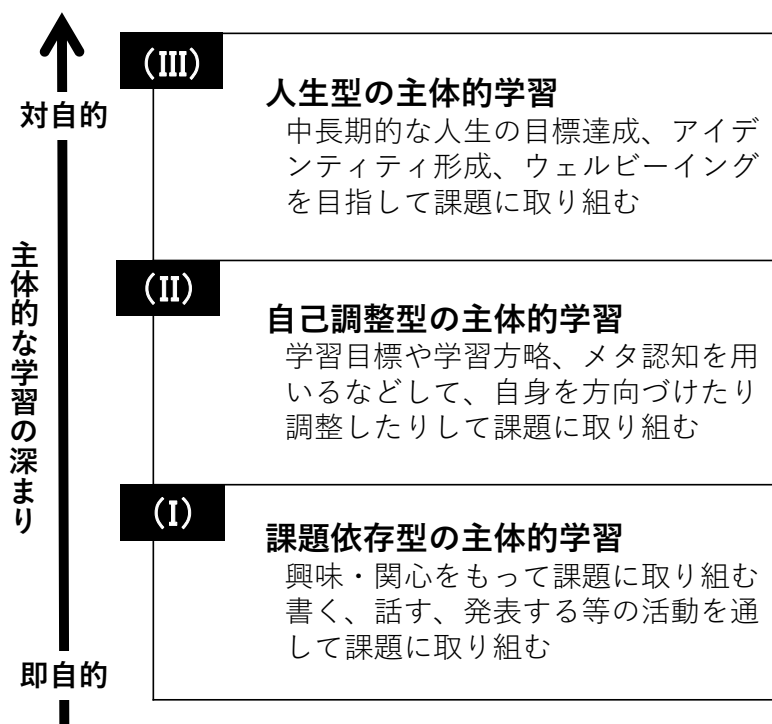 対自的
主体的な学習の深まり
即自的
(III)
人生型の主体的学習
中長期的な人生の目標達成、アイデ
ンティティ形成、ウェルビーイング
を目指して課題に取り組む
(II)
自己調整型の主体的学習
学習目標や学習方略、メタ認知を用
いるなどして、自身を方向づけたり
調整したりして課題に取り組む
(I)
課題依存型の主体的学習
興味・関心をもって課題に取り組む
書く、話す、発表する等の活動を通
して課題に取り組む